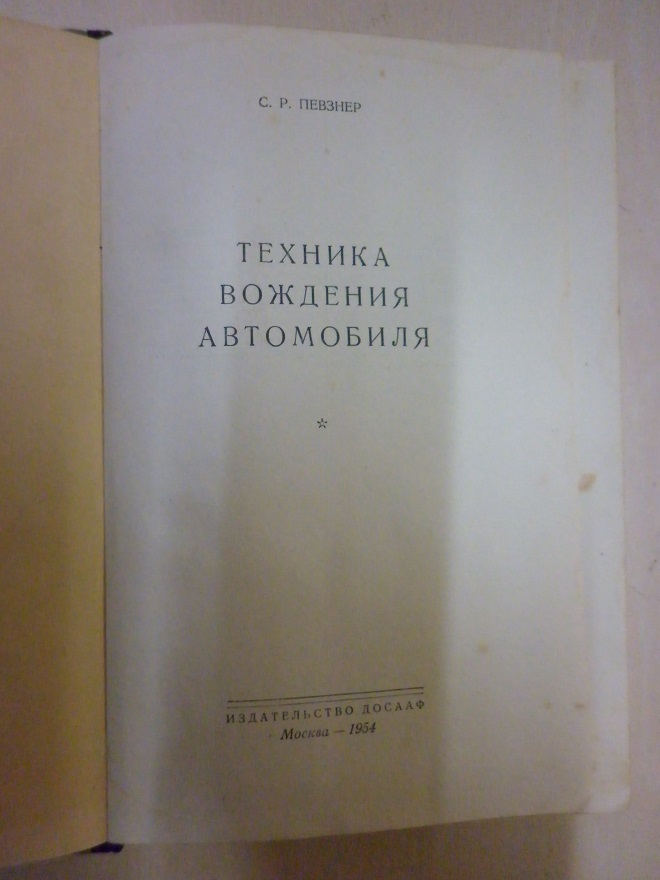 С. Р. ПЕВЗНЕР
ТЕХНИКА
ВОЖДЕНИЯ
АВТОМОБИЛЯ
ИЗДАТЕЛЬСТВО ДОСААФ
Москва — 1954